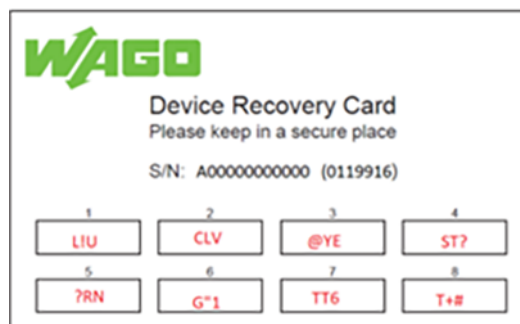 WAGO
Device Recovery Card
Please keep in a secure place
S/N: A00000000000 (0119916)
1 2 3 4
L!U CLV @YE ST?
5 6 7 8
?RN G"1 TT6 T+#